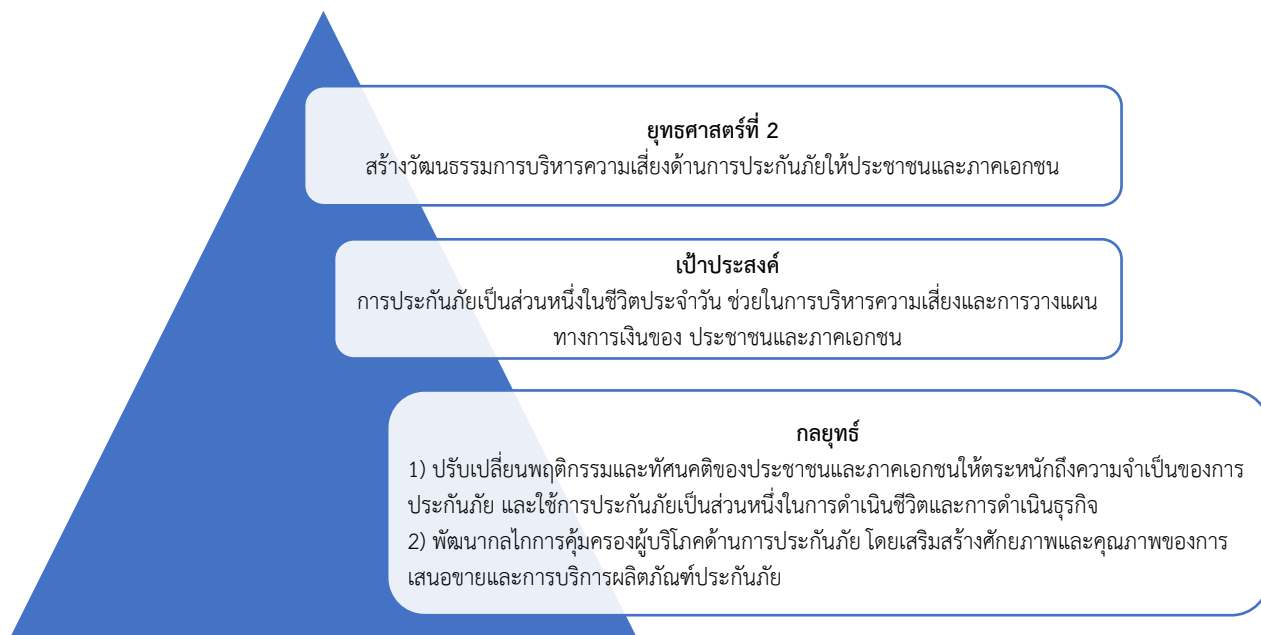 ยุทธศาสตร์ที่ 2
สร้างวัฒนธรรมการบริหารความเสี่ยงด้านการประกันภัยให้ประชาชนและภาคเอกชน
เป้าประสงค์
การประกันภัยเป็นส่วนหนึ่งในชีวิตประจำวัน ช่วยในการบริหารความเสี่ยงและการวางแผน
ทางการเงินของ ประชาชนและภาคเอกชน
กลยุทธ์
1) ปรับเปลี่ยนพฤติกรรมและทัศนคติของประชาชนและภาคเอกชนให้ตระหนักถึงความจำเป็นของการ
ประกันภัย และใช้การประกันภัยเป็นส่วนหนึ่งในการดำเนินชีวิตและการดำเนินธุรกิจ
2) พัฒนากลไกการคุ้มครองผู้บริโภคด้านการประกันภัย โดยเสริมสร้างศักยภาพและคุณภาพของการ
เสนอขายและการบริการผลิตภัณฑ์ประกันภัย